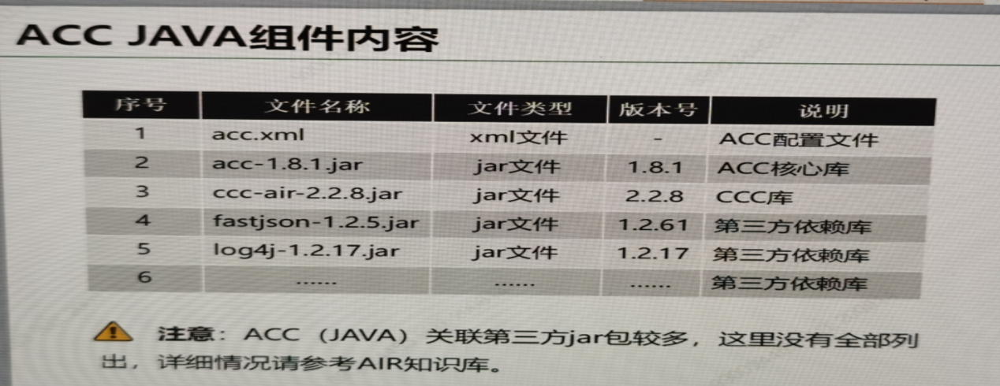 ACC JAVA组件内容
序号 文件名称 文件类型 版本号 说明
1 acc.xml xml文件 - ACC配置文件
2 acc-1.8.1.jar jar文件 1.8.1 ACC核心库
3 ccc-air-2.2.8.jar jar文件 2.2.8 CCC库
4 fastjson-1.2.5.jar jar文件 1.2.61 第三方依赖库
5 log4j-1.2.17.jar jar文件 1.2.17 第三方依赖库
6 ...... ...... ...... 第三方依赖库
注意：ACC（JAVA）关联第三方jar包较多，这里没有全部列
出，详细情况请参考AIR知识库。